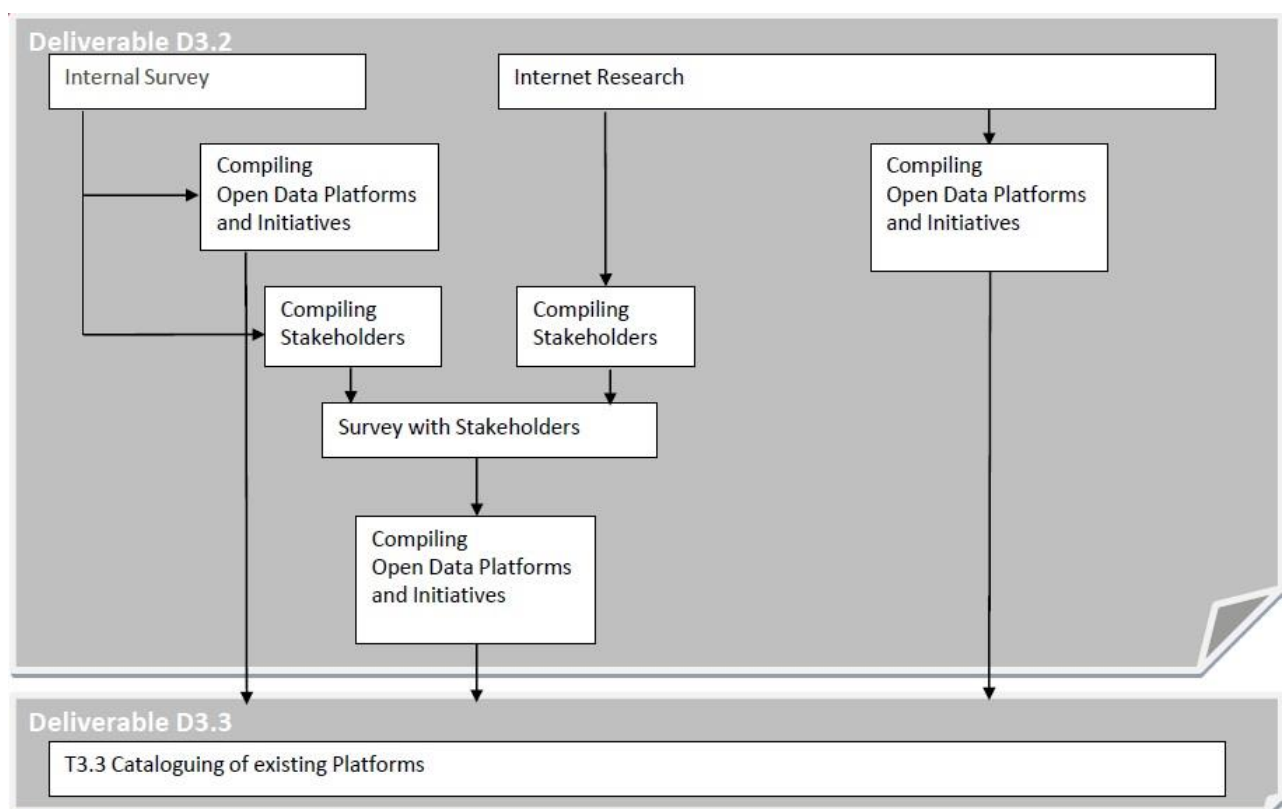 Deliverable D3.2
Internal Survey
Internet Research
Compiling
Open Data Platforms
and Initiatives
Compiling
Open Data Platforms
and Initiatives
Compiling
Stakeholders
Compiling
Stakeholders
Survey with Stakeholders
Compiling
Open Data Platforms
and Initiatives
Deliverable D3.3
T3.3 Cataloguing of existing Platforms